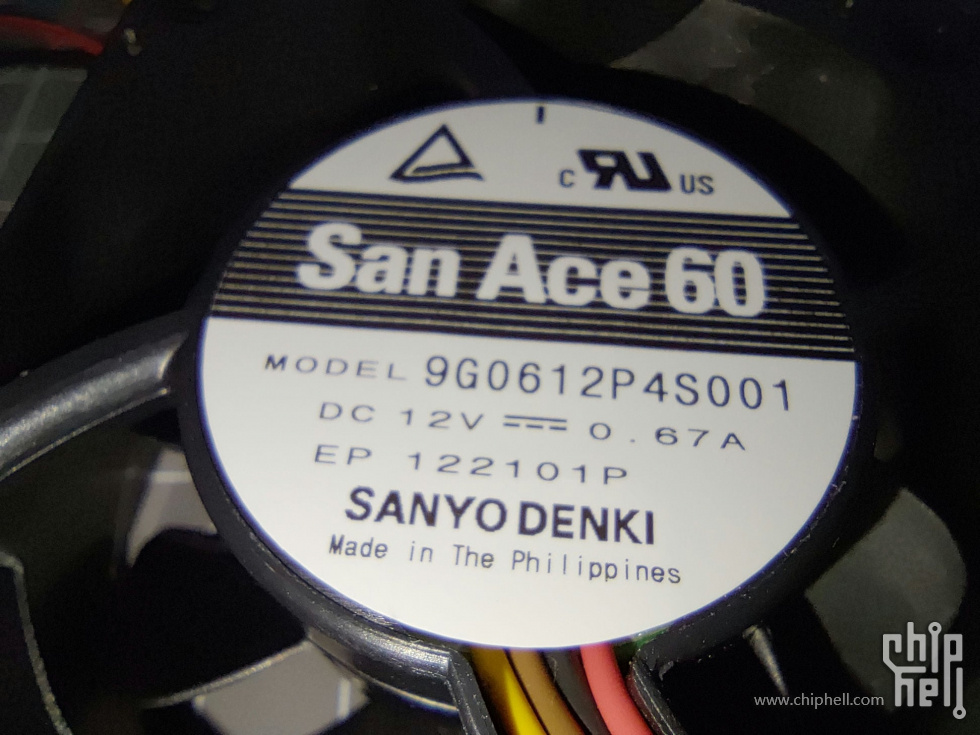 c RU US
San Ace 60
MODEL 9G0612P4S001
DC 12V ⎓ 0.67A
EP 122101P
SANYO DENKI
Made in The Philippines
www.chiphell.com
chip
hell